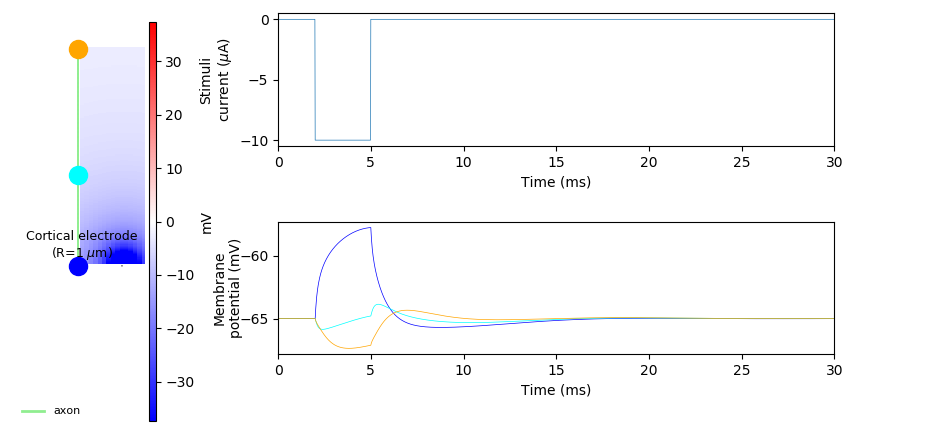 Cortical electrode
(R=1 μm)
axon
30
20
10
0
−10
−20
−30
mV
Stimuli
current (μA)
0
−5
−10
0 5 10 15 20 25 30
Time (ms)
Membrane
potential (mV)
−60
−65
0 5 10 15 20 25 30
Time (ms)